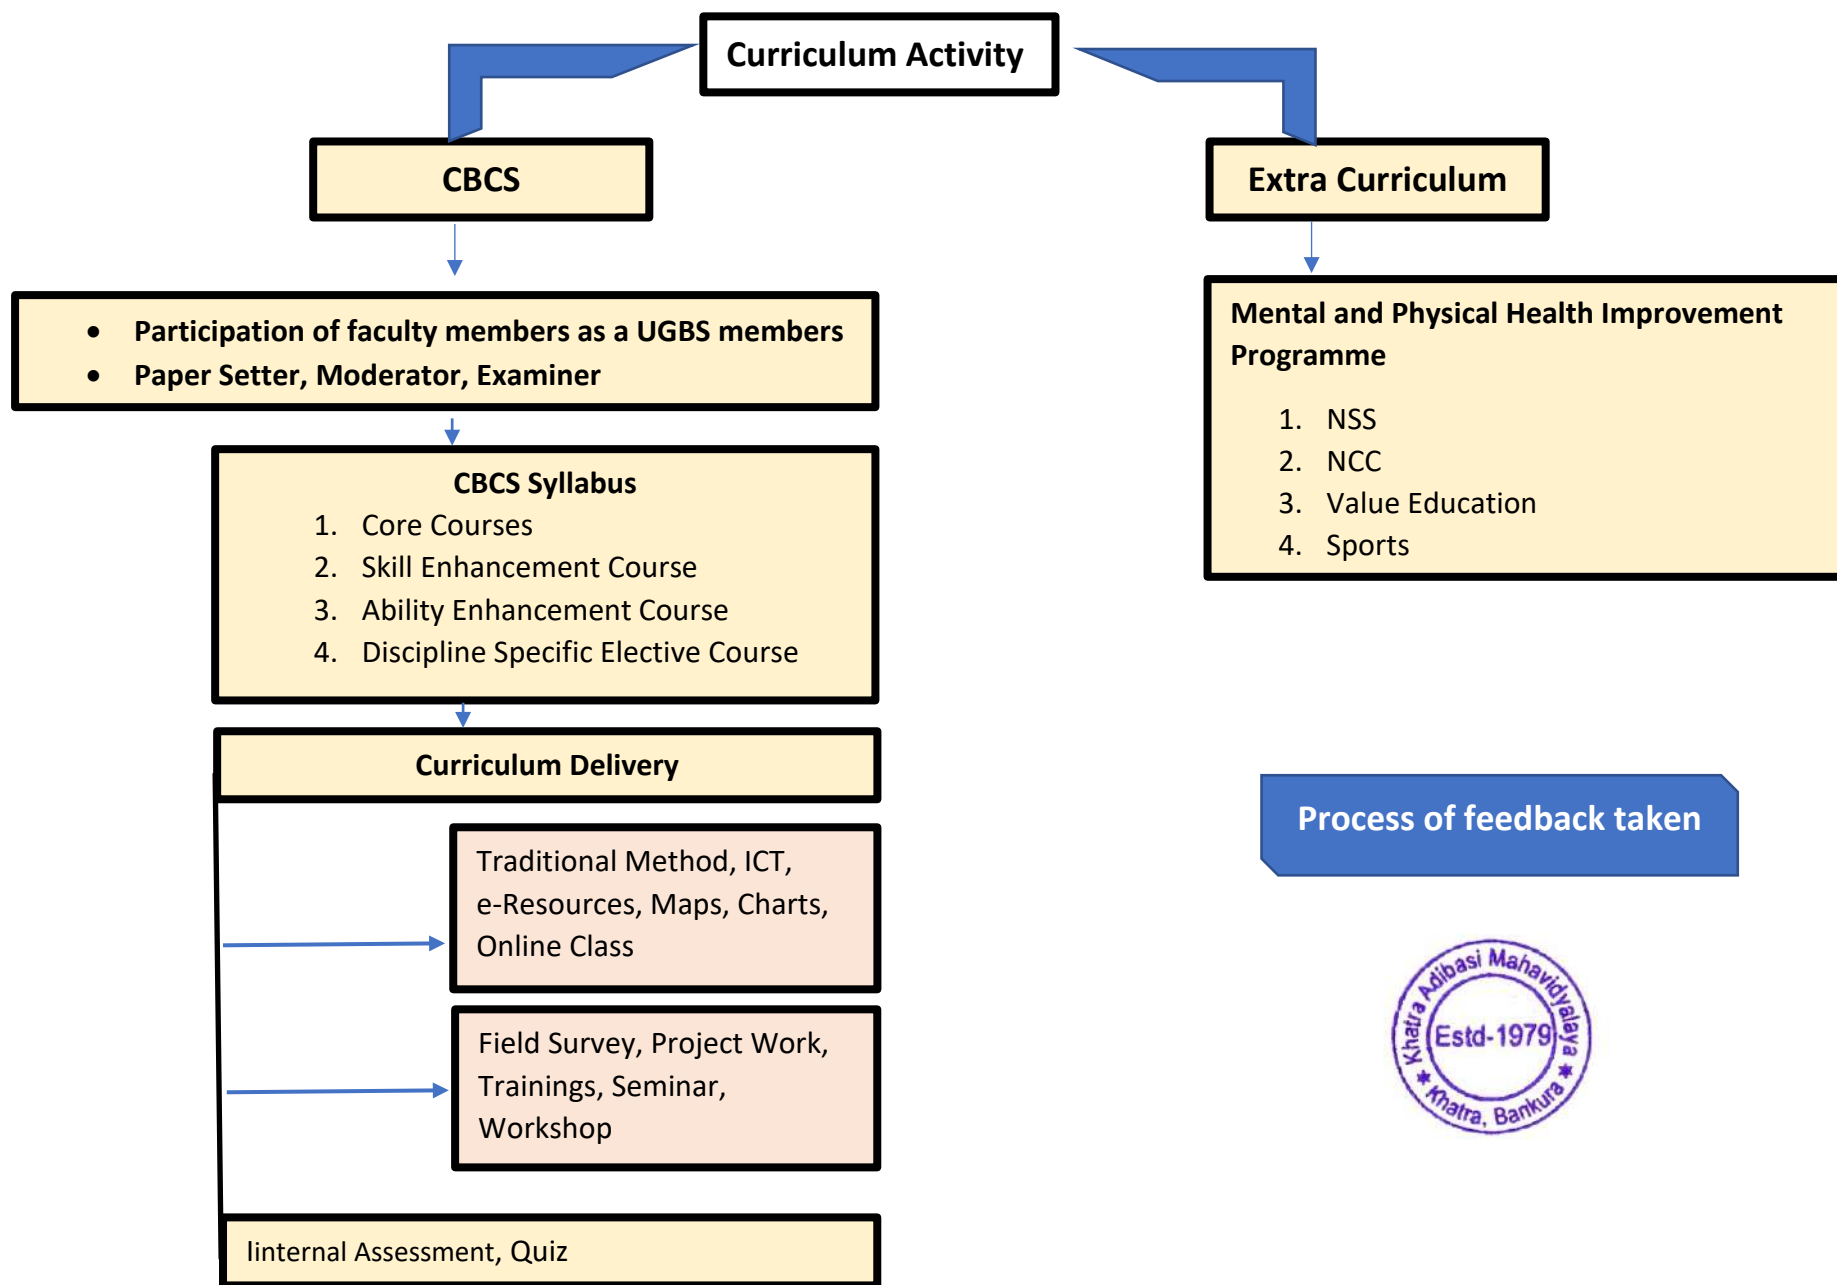 Curriculum Activity
CBCS
Extra Curriculum
• Participation of faculty members as a UGBS members
• Paper Setter, Moderator, Examiner
Mental and Physical Health Improvement
Programme
1. NSS
2. NCC
3. Value Education
4. Sports
CBCS Syllabus
1. Core Courses
2. Skill Enhancement Course
3. Ability Enhancement Course
4. Discipline Specific Elective Course
Curriculum Delivery
Traditional Method, ICT,
e-Resources, Maps, Charts,
Online Class
Field Survey, Project Work,
Trainings, Seminar,
Workshop
Iinternal Assessment, Quiz
Process of feedback taken
Khatra Adibasi Mahavidyalaya
Estd-1979
★ Khatra, Bankura ★